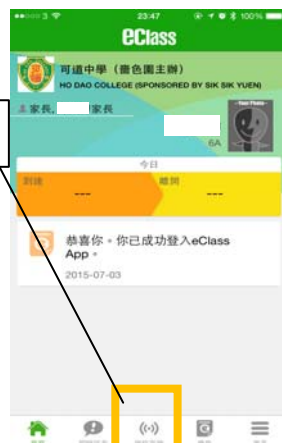 3
23:47
100%
eClass
可道中學（嗇色園主辦）
HO DAO COLLEGE (SPONSORED BY SIK SIK YUEN)
家長, 家長
6A
今日
到達
離開
---
---
恭喜你。你已成功登入eClass
App。
2015-07-03